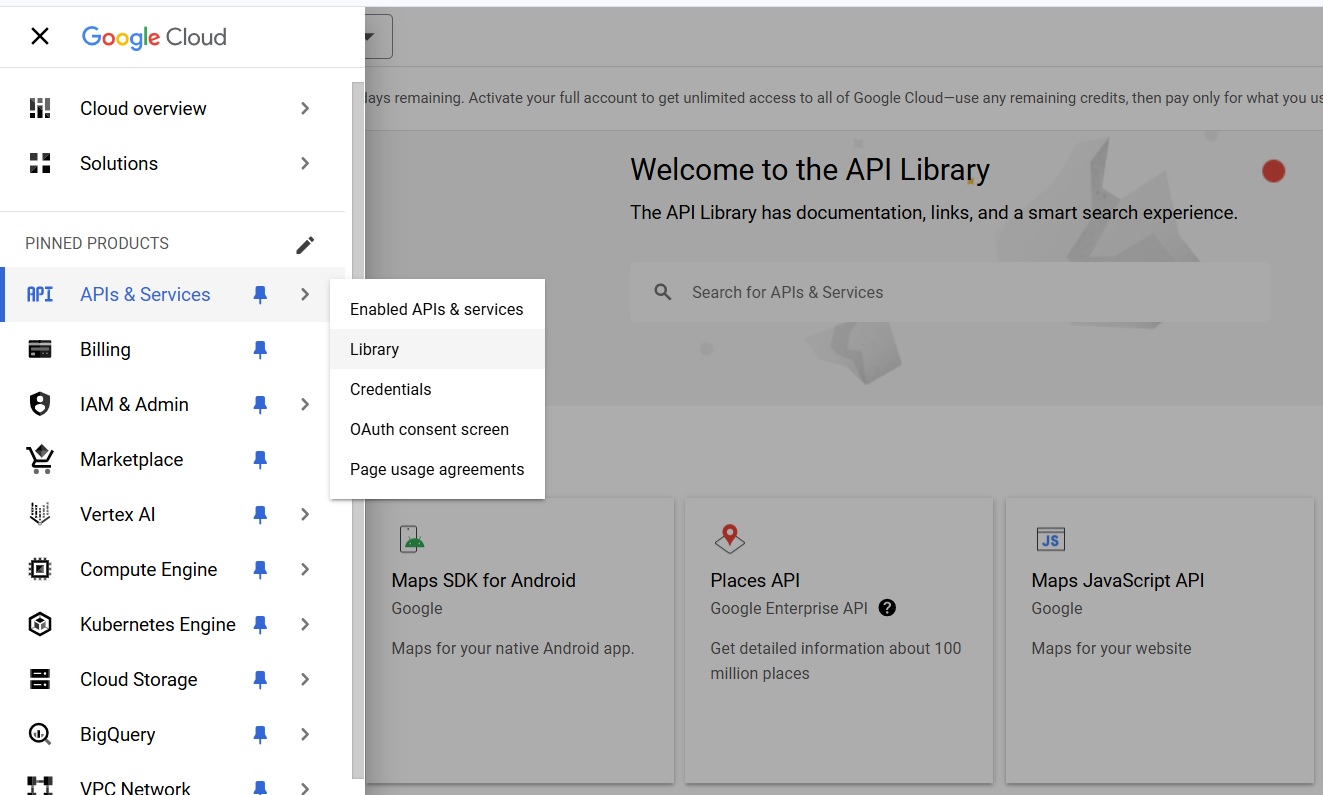 Google Cloud
days remaining. Activate your full account to get unlimited access to all of Google Cloud—use any remaining credits, then pay only for what you
Cloud overview
Solutions
PINNED PRODUCTS
API APIs & Services
Billing
IAM & Admin
Marketplace
Vertex AI
Compute Engine
Kubernetes Engine
Cloud Storage
BigQuery
VPC Network
Enabled APIs & services
Library
Credentials
OAuth consent screen
Page usage agreements
Welcome to the API Library
The API Library has documentation, links, and a smart search experience.
Search for APIs & Services
Maps SDK for Android
Google
Maps for your native Android app.
Places API
Google Enterprise API ?
Get detailed information about 100
million places
JS
Maps JavaScript API
Google
Maps for your website